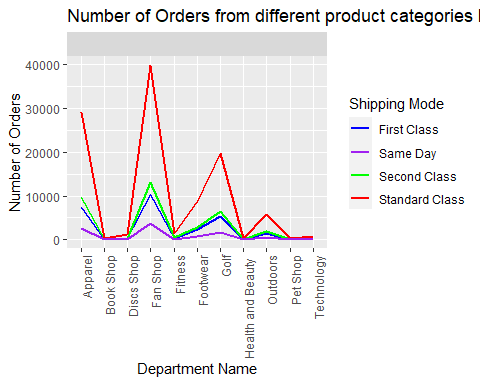 Number of Orders from different product categories
Number of Orders
40000
30000
20000
10000
0
Apparel
Book Shop
Discs Shop
Fan Shop
Fitness
Footwear
Golf
Health and Beauty
Outdoors
Pet Shop
Technology
Department Name
Shipping Mode
First Class
Same Day
Second Class
Standard Class